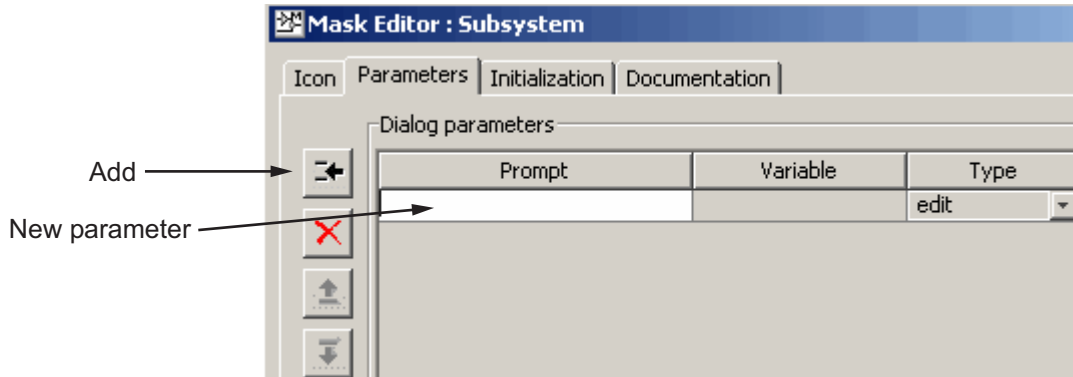 Mask Editor : Subsystem
Icon Parameters Initialization Documentation
Dialog parameters
Add
Prompt Variable Type
New parameter
edit